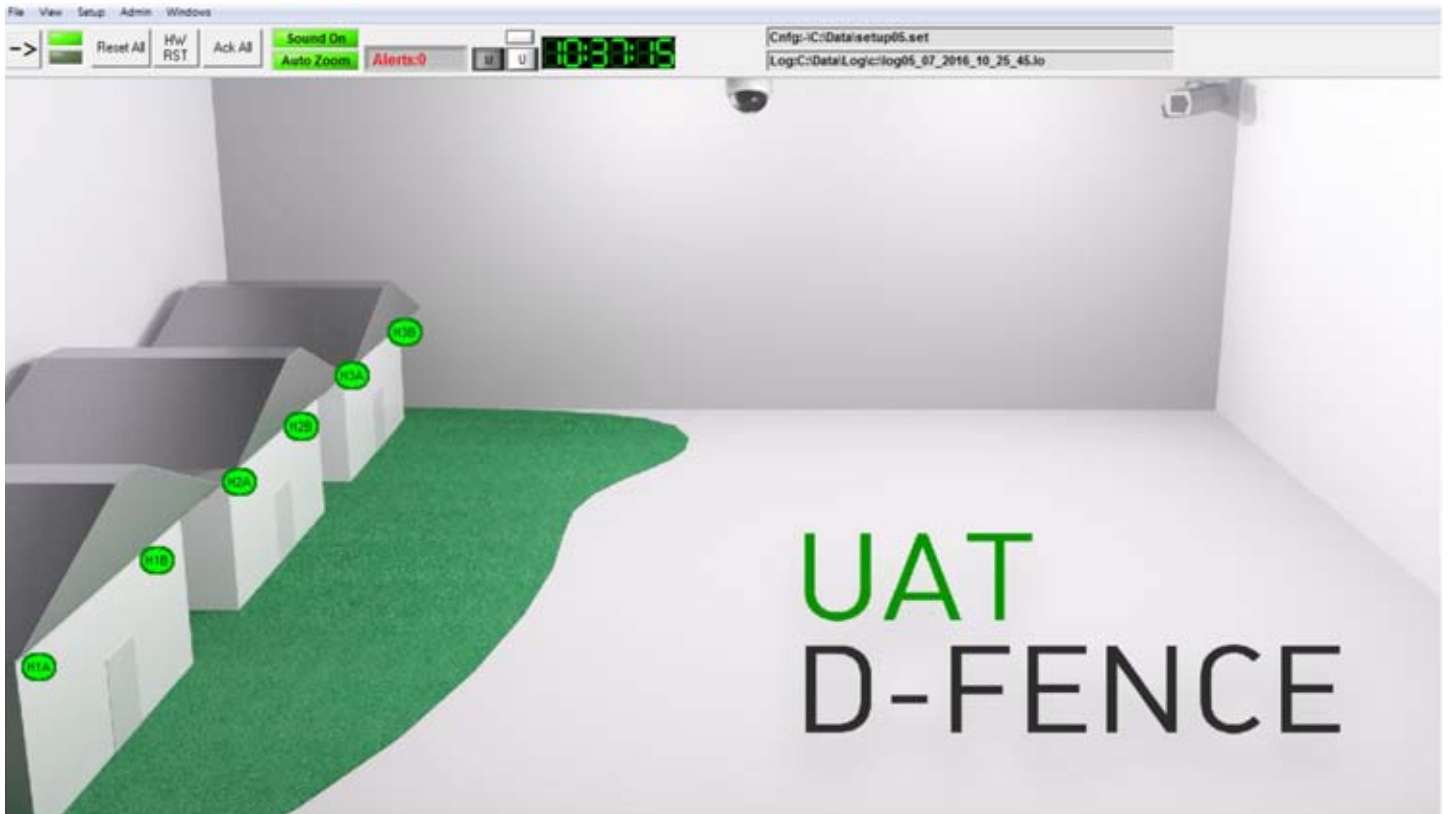 File View Setup Admin Windows
-> Reset All HW RST Ack All Sound On Auto Zoom Alerts:0 U U 10:37:15
Cnfg:-\C:\Data\setup05.set
Log:C:\Data\Log\c:\log05_07_2016_10_25_45.lo
H3B
H3A
H2B
H2A
H1B
H1A
UAT
D-FENCE